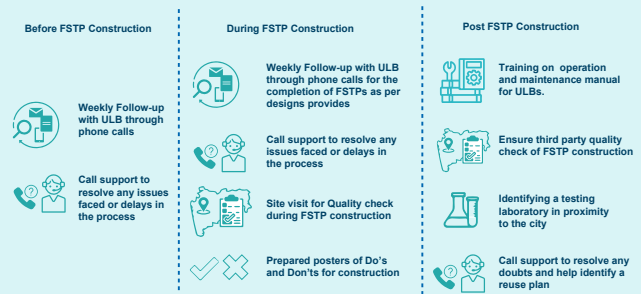 Before FSTP Construction
Weekly Follow-up
with ULB through
phone calls
Call support to
resolve any issues
faced or delays in
the process
During FSTP Construction
Weekly Follow-up with ULB
through phone calls for the
completion of FSTPs as per
designs provides
Call support to resolve any
issues faced or delays in
the process
Site visit for Quality check
during FSTP construction
Prepared posters of Do's
and Don'ts for construction
Post FSTP Construction
Training on operation
and maintenance manual
for ULBs.
Ensure third party quality
check of FSTP construction
Identifying a testing
laboratory in proximity
to the city
Call support to resolve any
doubts and help identify a
reuse plan